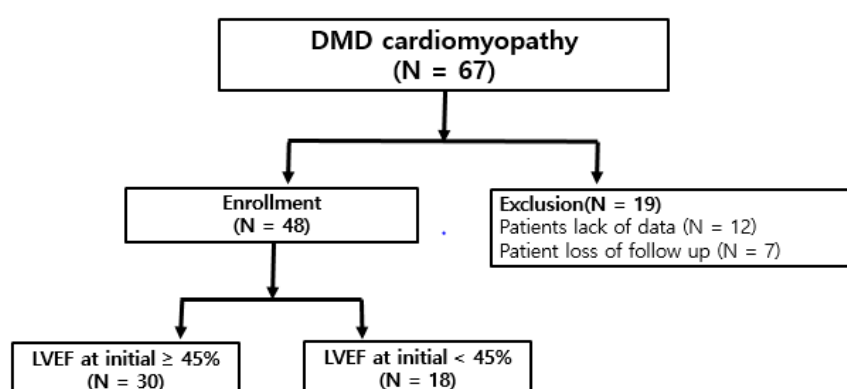 DMD cardiomyopathy
(N = 67)
Enrollment
(N = 48)
Exclusion(N = 19)
Patients lack of data (N = 12)
Patient loss of follow up (N = 7)
LVEF at initial ≥ 45%
(N = 30)
LVEF at initial < 45%
(N = 18)